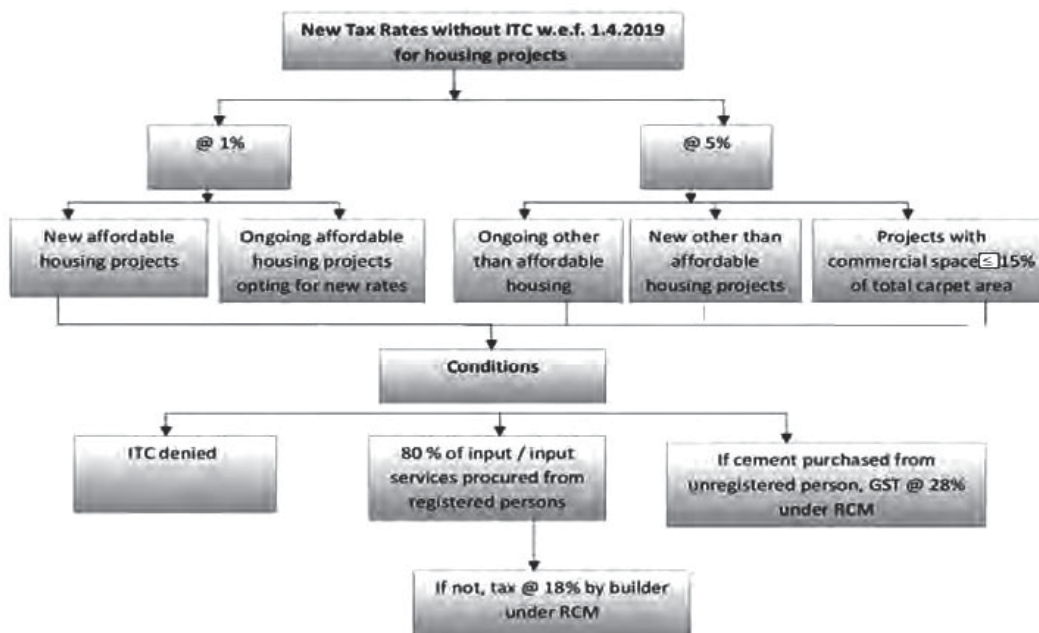 New Tax Rates without ITC w.e.f. 1.4.2019
for housing projects
@ 1%
@ 5%
New affordable
housing projects
Ongoing affordable
housing projects
opting for new rates
Ongoing other
than affordable
housing
New other than
affordable
housing projects
Projects with
commercial space ≤ 15%
of total carpet area
Conditions
ITC denied
80 % of input / input
services procured from
registered persons
If cement purchased from
unregistered person, GST @ 28%
under RCM
If not, tax @ 18% by builder
under RCM